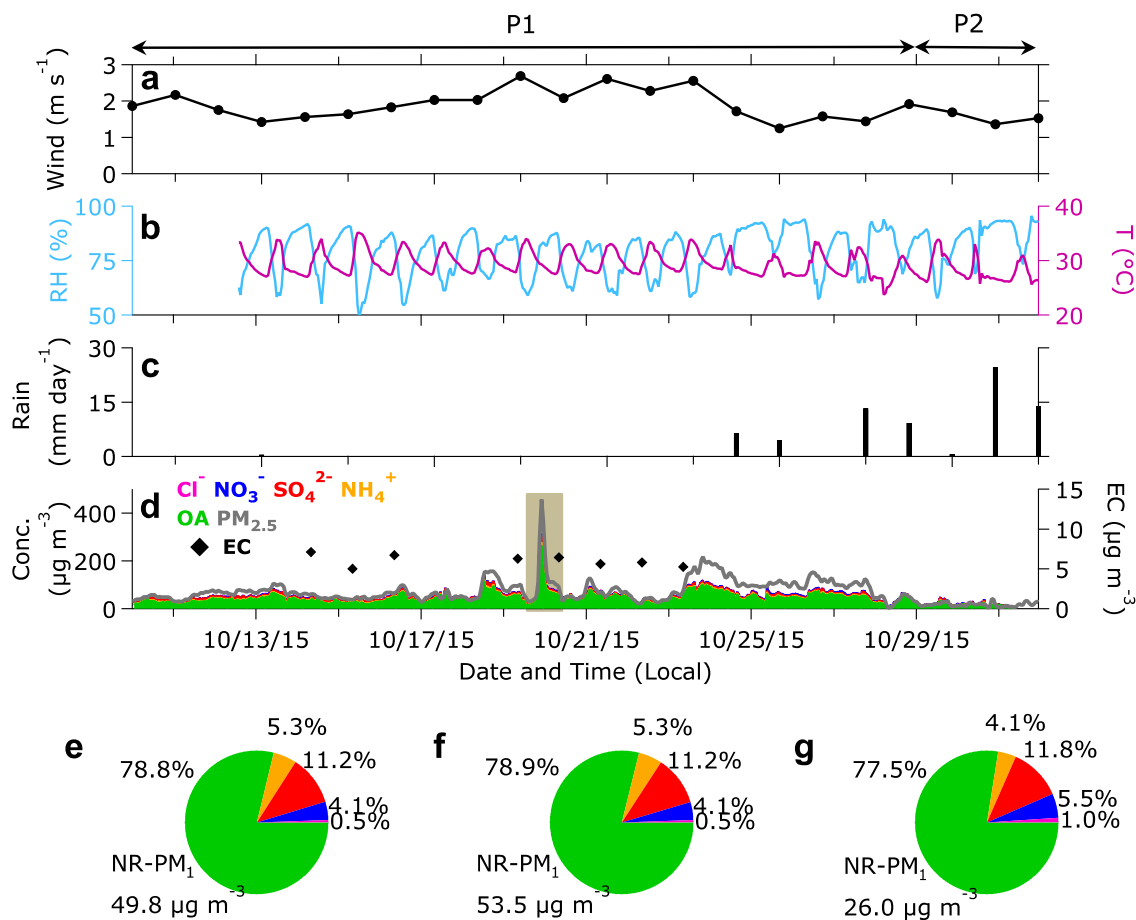 P1 P2
a
Wind (m s⁻¹)
3
2
1
0
b
RH (%)
100
75
50
T (°C)
40
30
20
c
Rain
(mm day⁻¹)
30
15
0
d
Cl⁻ NO₃⁻ SO₄²⁻ NH₄⁺
OA PM₂.₅
EC
Conc.
(µg m⁻³)
400
200
0
EC (µg m⁻³)
15
10
5
0
10/13/15 10/17/15 10/21/15 10/25/15 10/29/15
Date and Time (Local)
e
5.3%
11.2%
78.8%
4.1%
0.5%
NR-PM₁
49.8 µg m⁻³
f
5.3%
11.2%
78.9%
4.1%
0.5%
NR-PM₁
53.5 µg m⁻³
g
4.1%
11.8%
77.5%
5.5%
1.0%
NR-PM₁
26.0 µg m⁻³